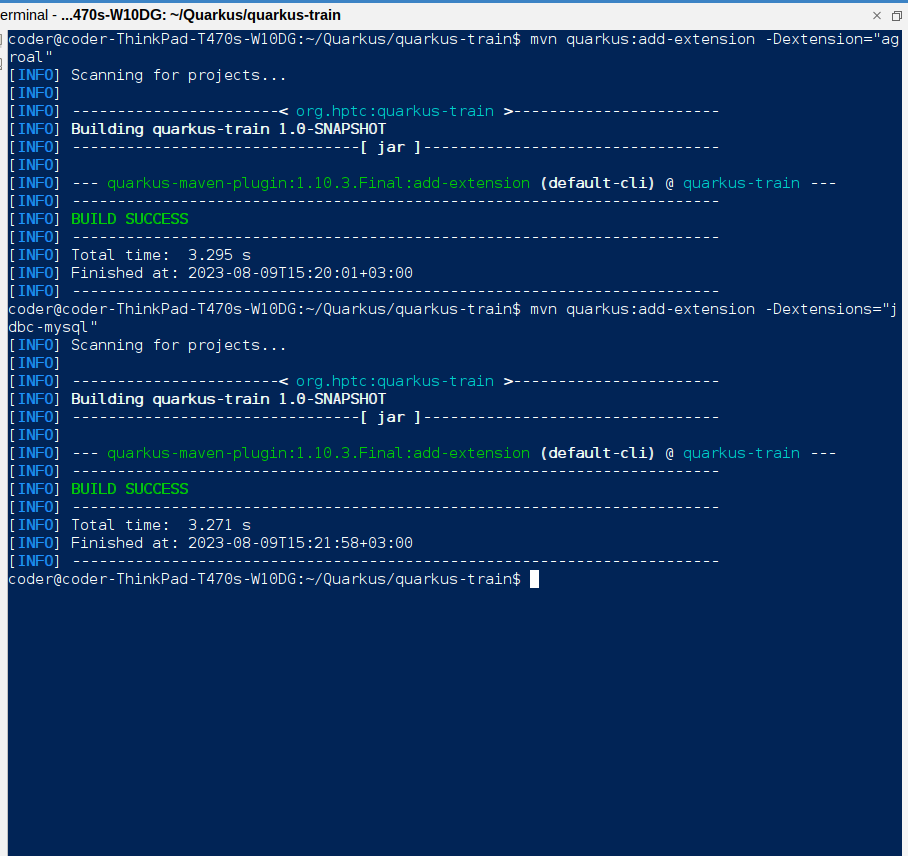 erminal - ...470s-W10DG: ~/Quarkus/quarkus-train
coder@coder-ThinkPad-T470s-W10DG:~/Quarkus/quarkus-train$ mvn quarkus:add-extension -Dextension="ag
roal"
[INFO] Scanning for projects...
[INFO]
[INFO] -----------------------< org.hptc:quarkus-train >-----------------------
[INFO] Building quarkus-train 1.0-SNAPSHOT
[INFO] --------------------------------[ jar ]---------------------------------
[INFO]
[INFO] --- quarkus-maven-plugin:1.10.3.Final:add-extension (default-cli) @ quarkus-train ---
[INFO] ------------------------------------------------------------------------
[INFO] BUILD SUCCESS
[INFO] ------------------------------------------------------------------------
[INFO] Total time:  3.295 s
[INFO] Finished at: 2023-08-09T15:20:01+03:00
[INFO] ------------------------------------------------------------------------
coder@coder-ThinkPad-T470s-W10DG:~/Quarkus/quarkus-train$ mvn quarkus:add-extension -Dextensions="j
dbc-mysql"
[INFO] Scanning for projects...
[INFO]
[INFO] -----------------------< org.hptc:quarkus-train >-----------------------
[INFO] Building quarkus-train 1.0-SNAPSHOT
[INFO] --------------------------------[ jar ]---------------------------------
[INFO]
[INFO] --- quarkus-maven-plugin:1.10.3.Final:add-extension (default-cli) @ quarkus-train ---
[INFO] ------------------------------------------------------------------------
[INFO] BUILD SUCCESS
[INFO] ------------------------------------------------------------------------
[INFO] Total time:  3.271 s
[INFO] Finished at: 2023-08-09T15:21:58+03:00
[INFO] ------------------------------------------------------------------------
coder@coder-ThinkPad-T470s-W10DG:~/Quarkus/quarkus-train$